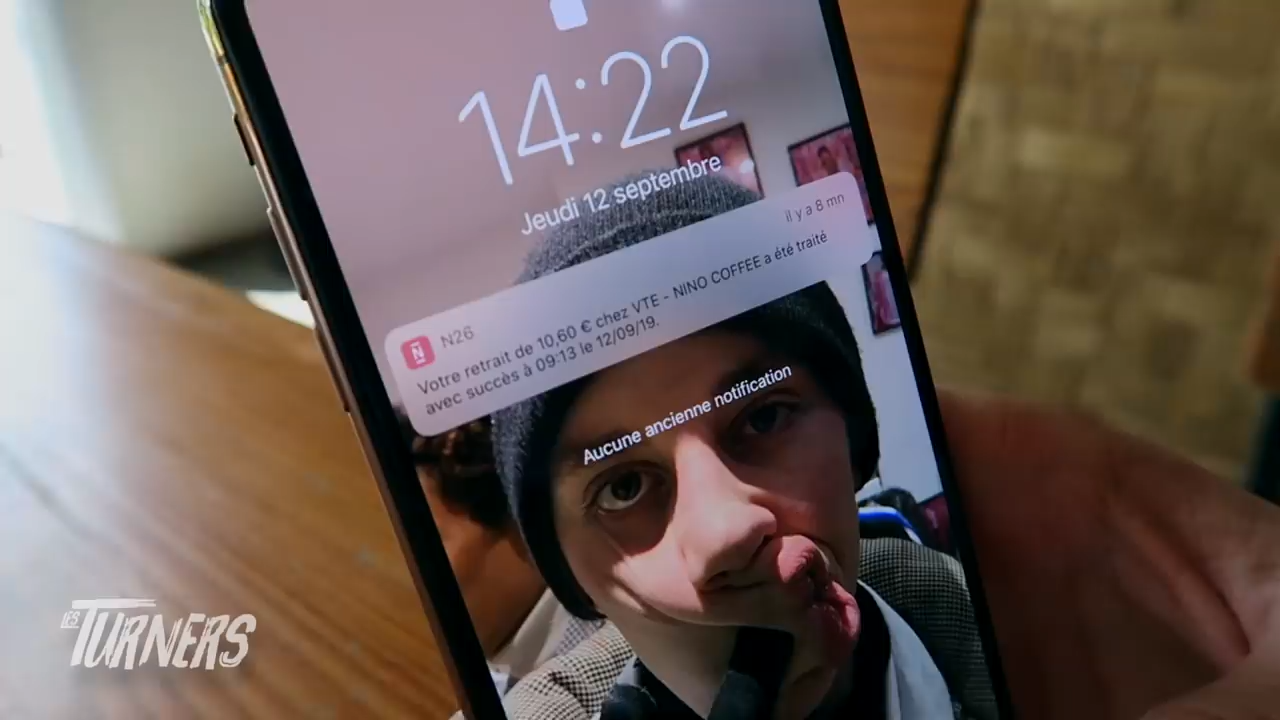 14:22
Jeudi 12 septembre
N26
il y a 8 mn
Votre retrait de 10,60 € chez VTE - NINO COFFEE a été traité
avec succès à 09:13 le 12/09/19.
Aucune ancienne notification
LES
TURNERS